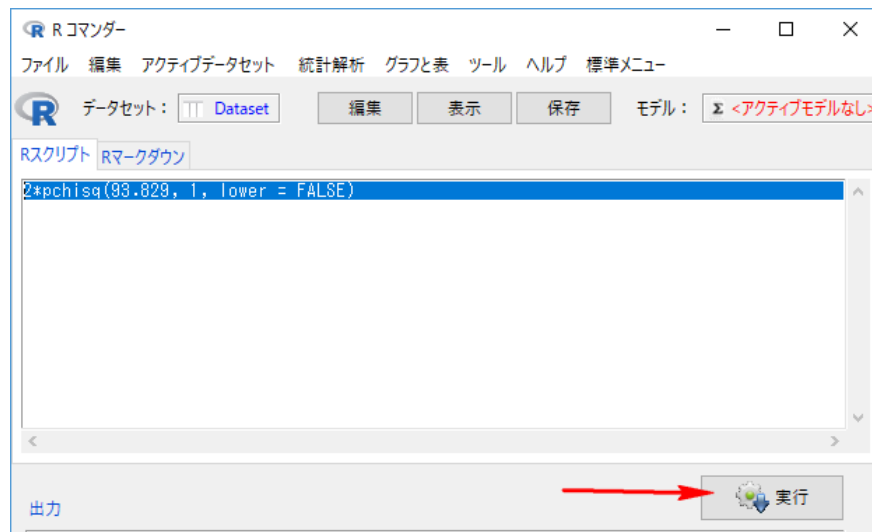 R コマンダー
ファイル 編集 アクティブデータセット 統計解析 グラフと表 ツール ヘルプ 標準メニュー
R データセット： Dataset 編集 表示 保存 モデル： Σ <アクティブモデルなし>
Rスクリプト Rマークダウン
2*pchisq(93.829, 1, lower = FALSE)
実行
出力